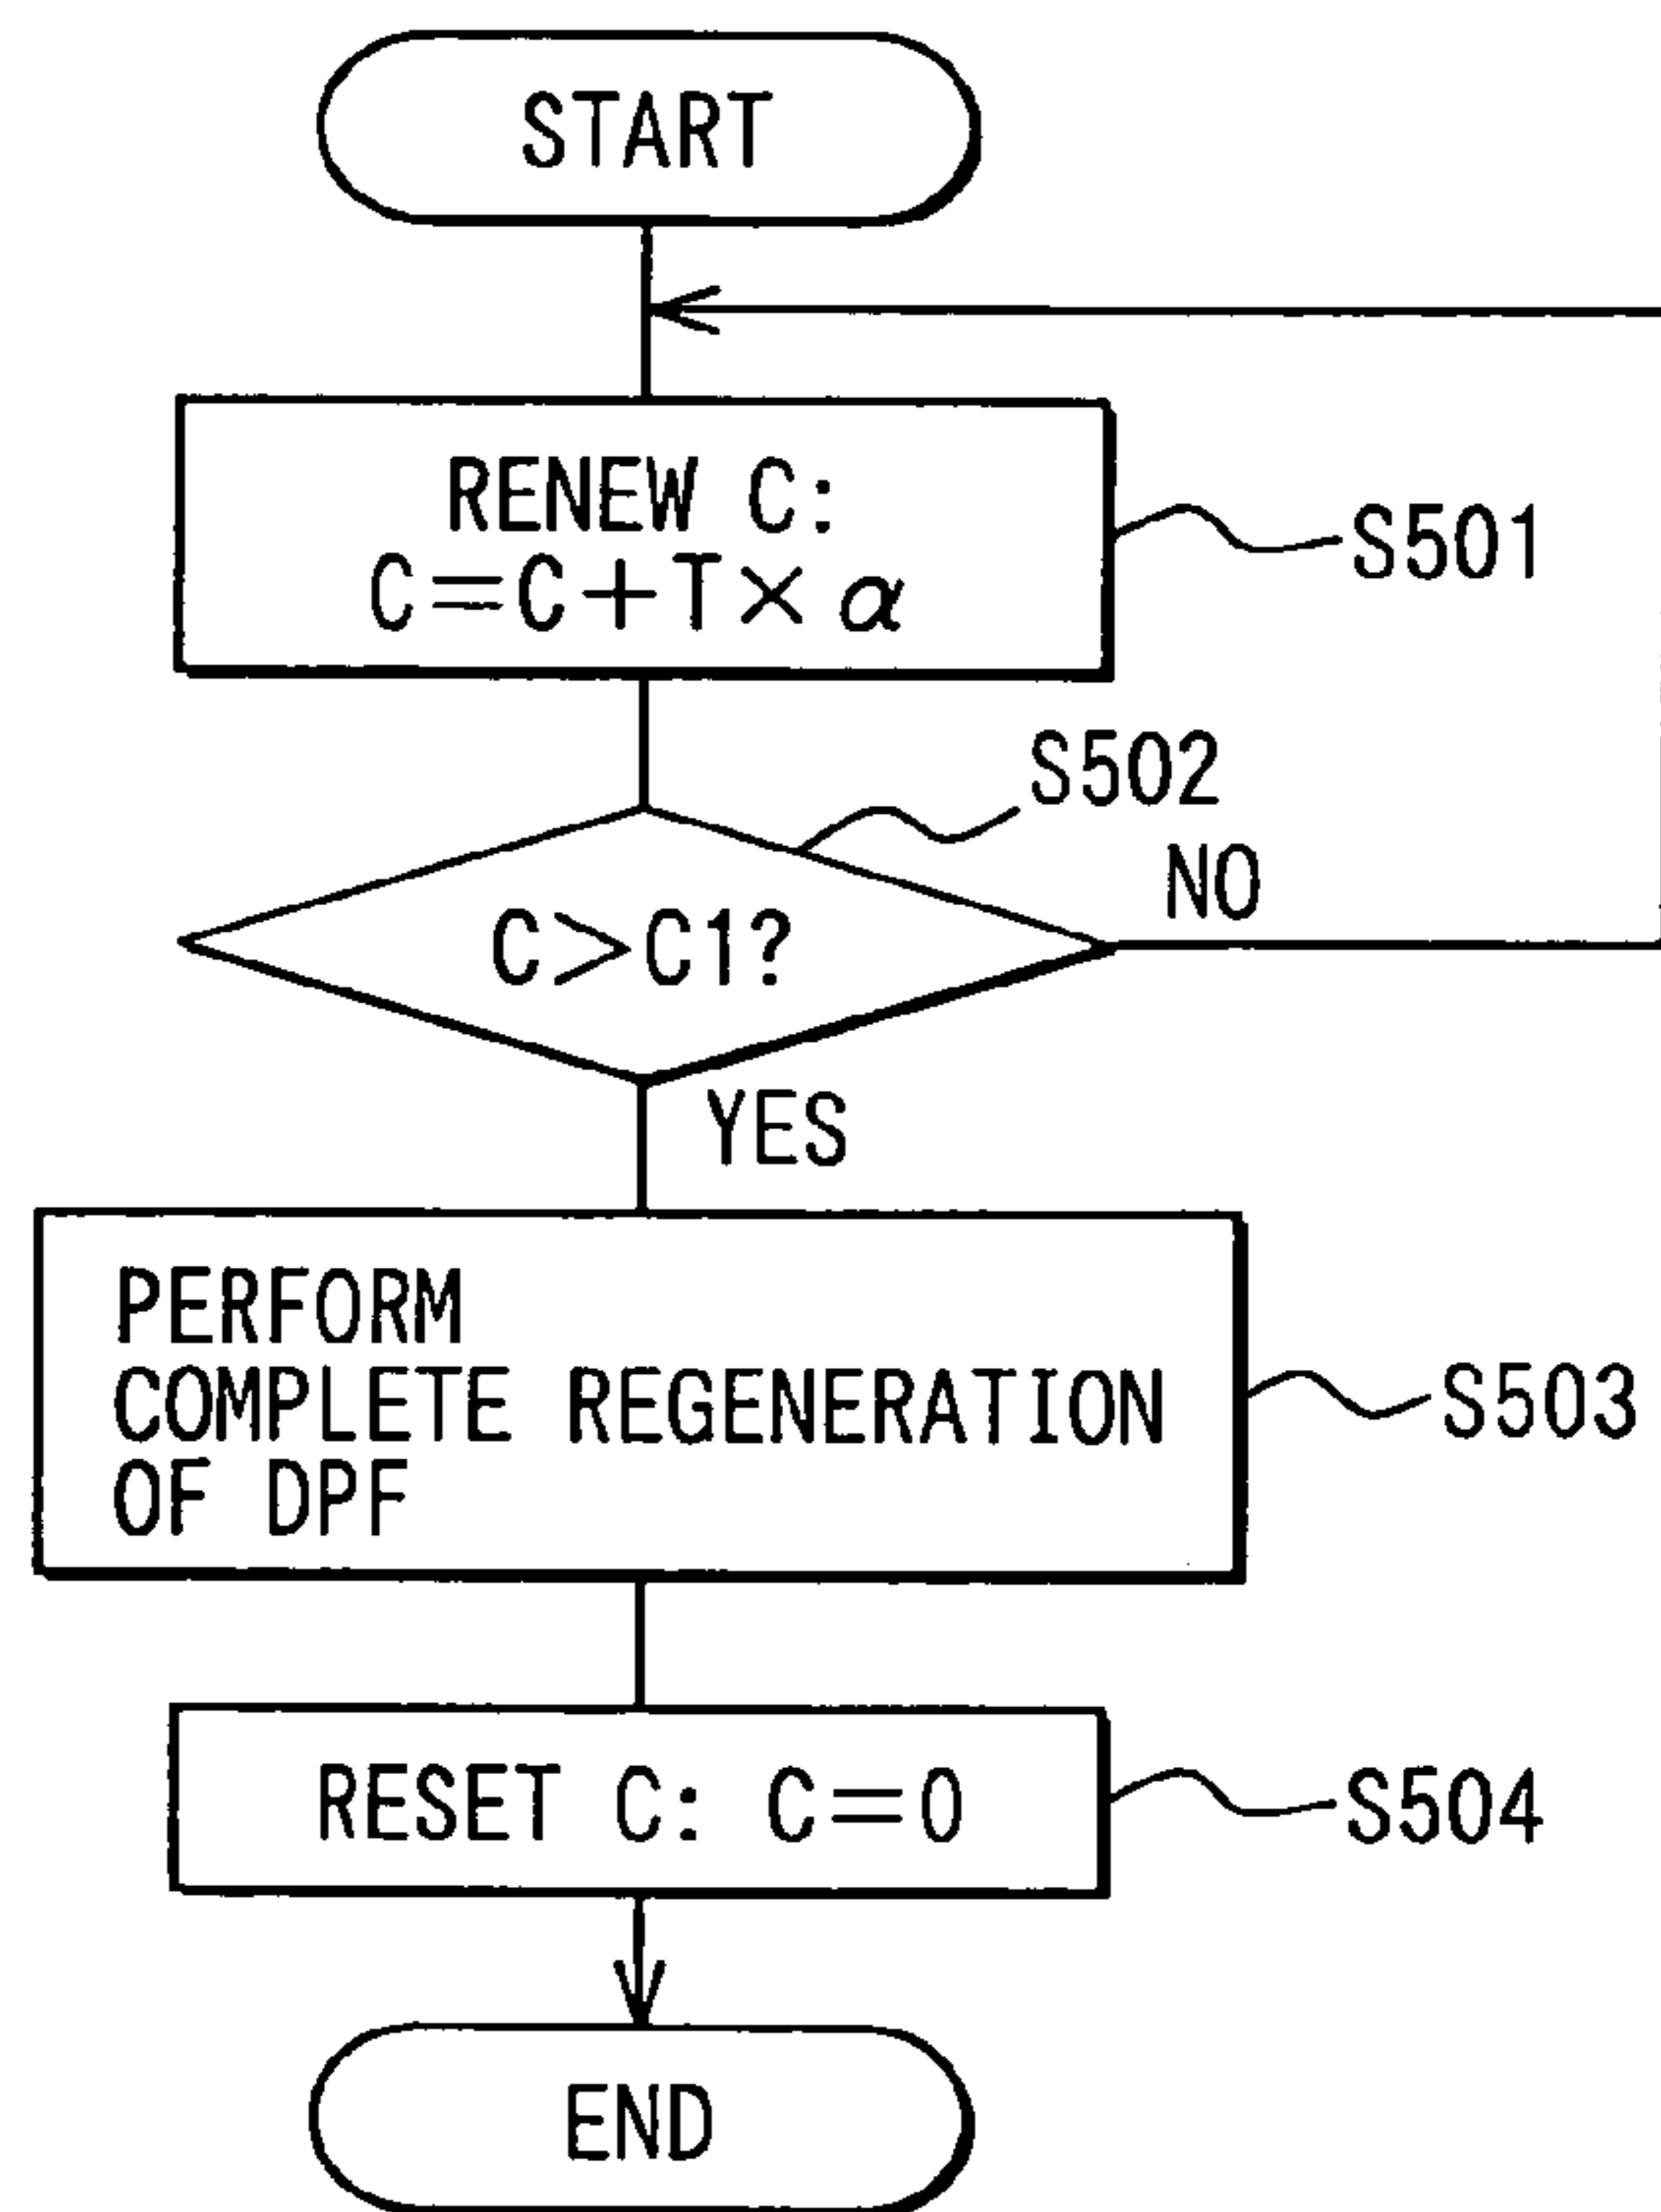 START
RENEW C:
C=C+T×α
S501
S502
C>C1?
NO
YES
PERFORM
COMPLETE REGENERATION
OF DPF
S503
RESET C: C=0
S504
END